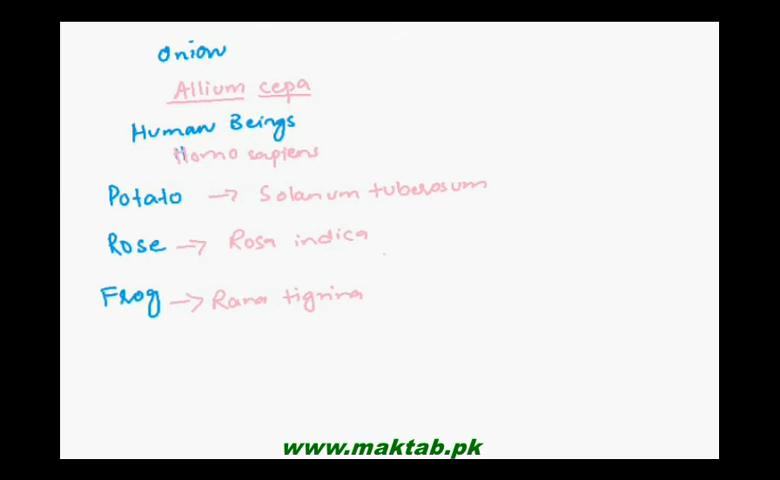 Onion
Allium cepa
Human Beings
Homo sapiens
Potato → Solanum tuberosum
Rose → Rosa indica
Frog → Rana tigrina
www.maktab.pk